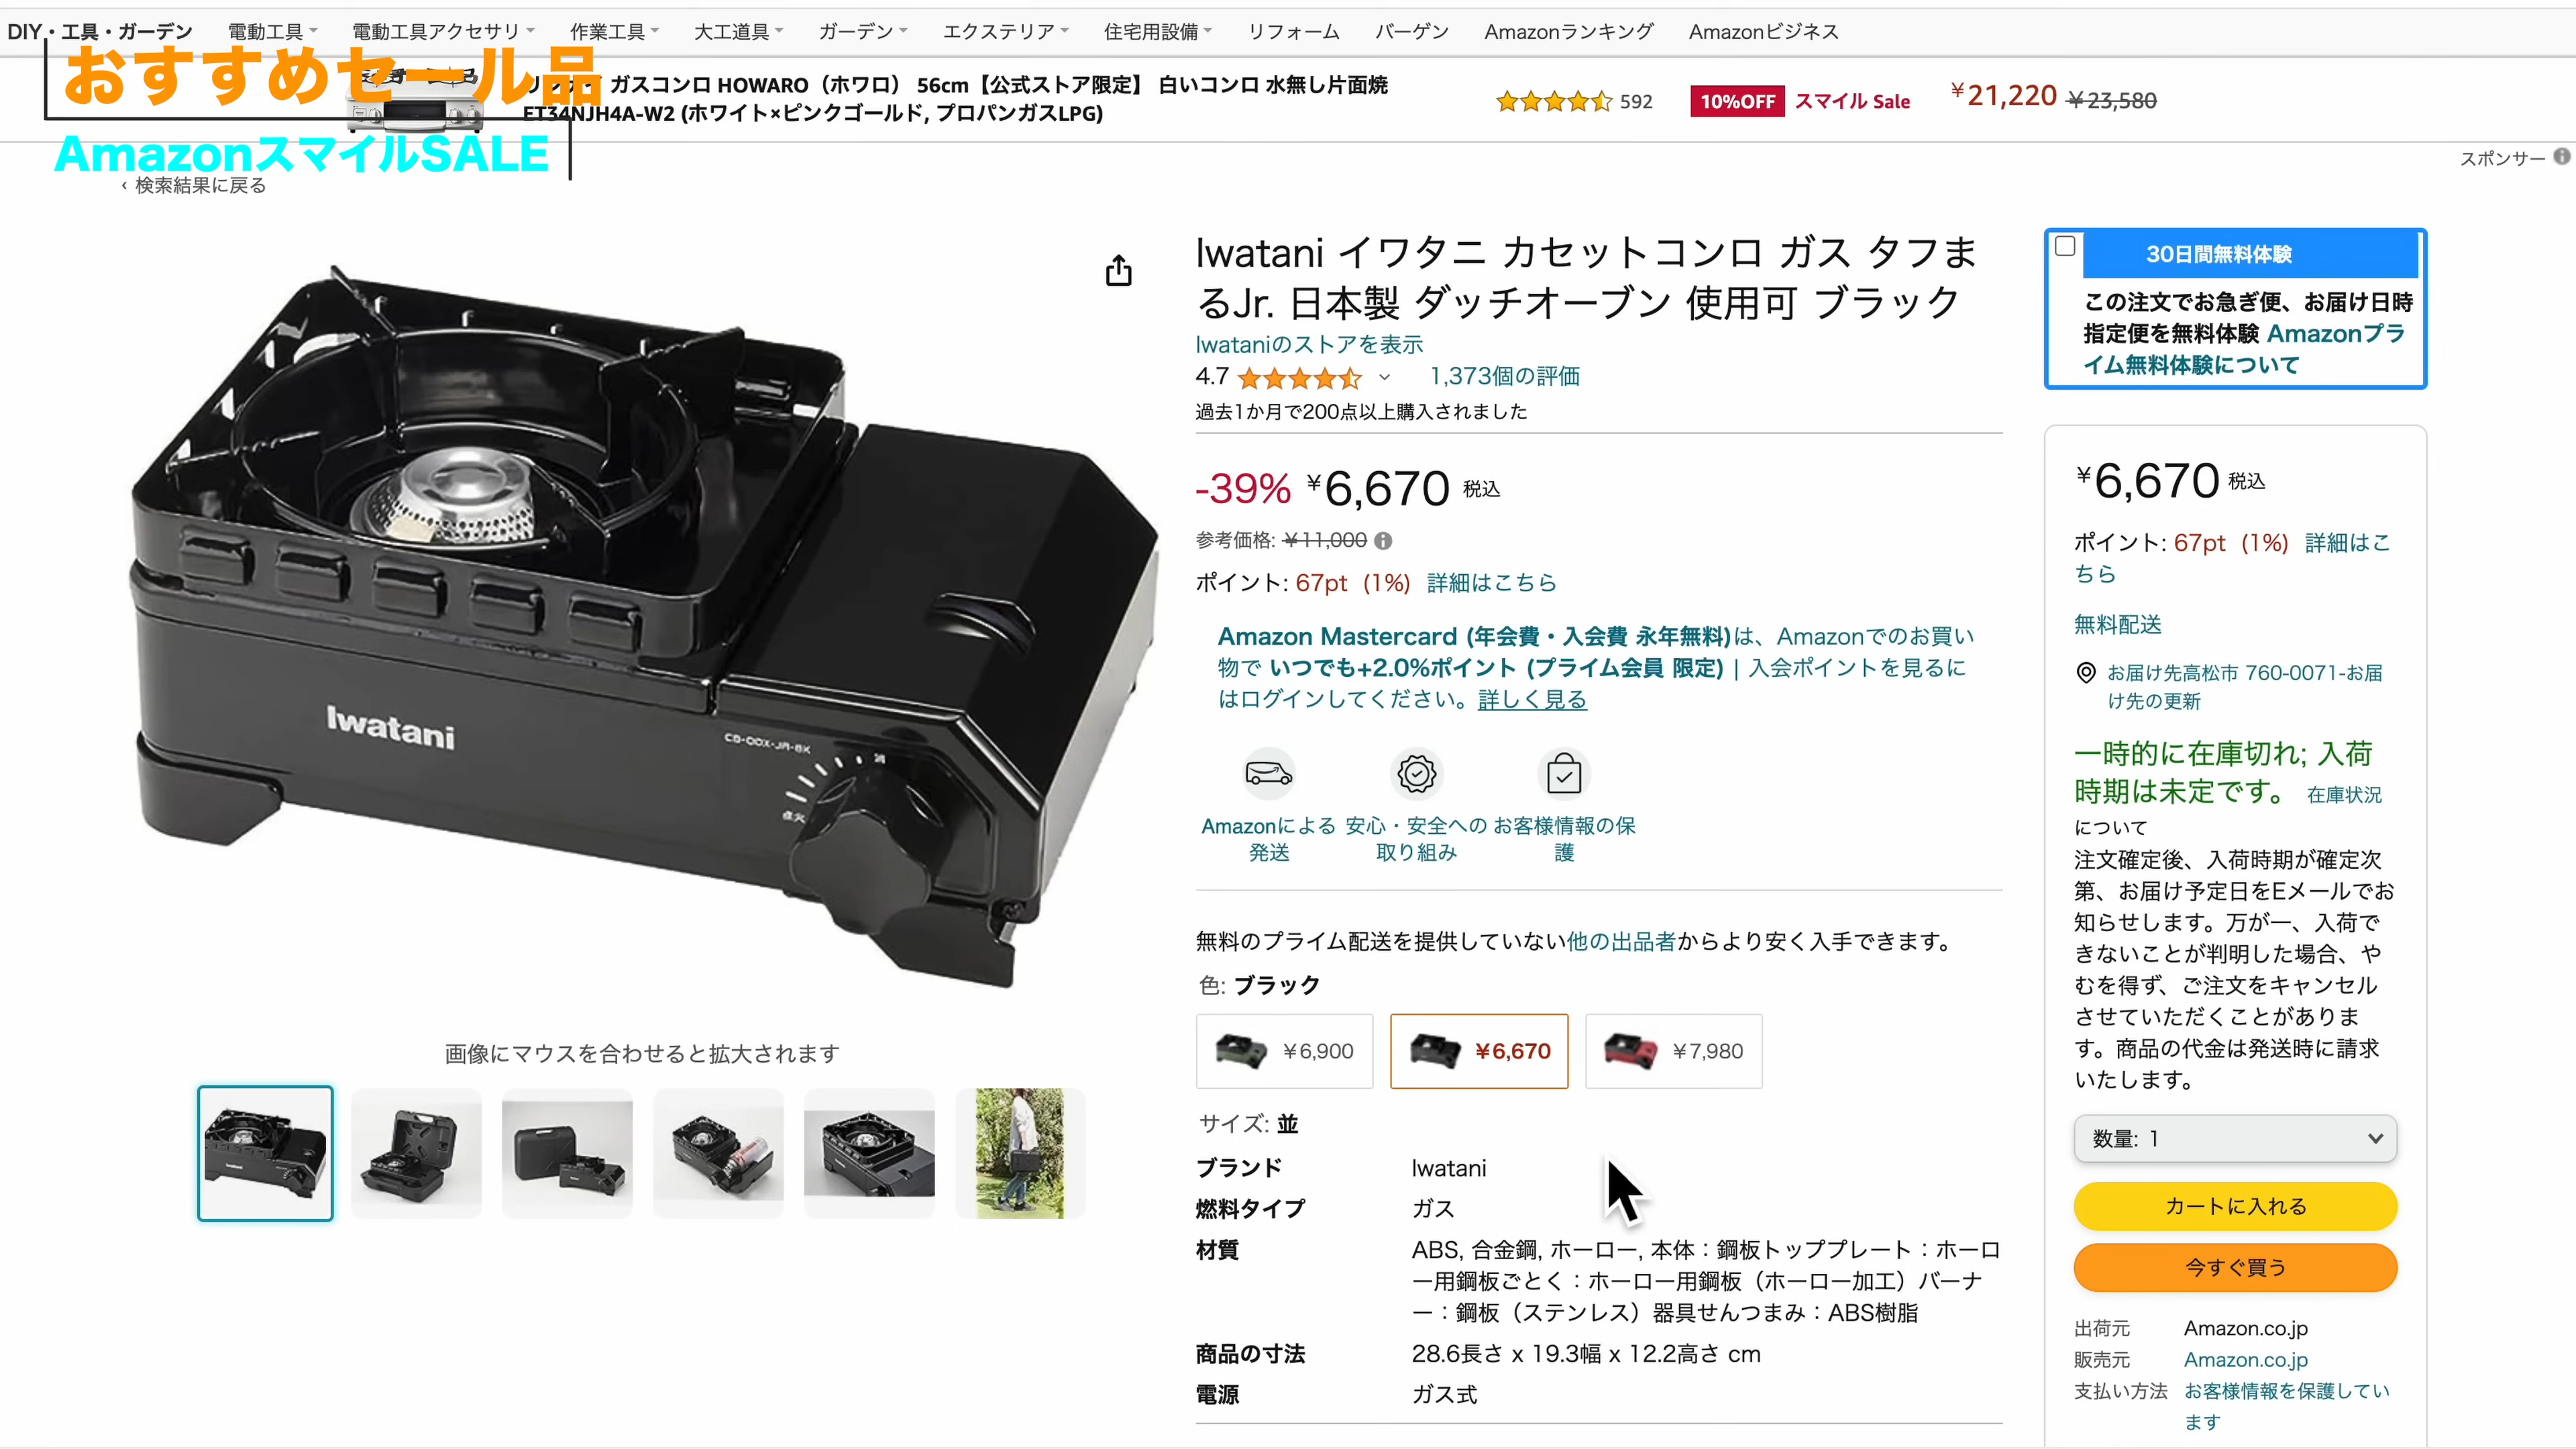 DIY・工具・ガーデン 電動工具 電動工具アクセサリ 作業工具 大工道具 ガーデン エクステリア 住宅用設備 リフォーム バーゲン Amazonランキング Amazonビジネス
おすすめセール品
AmazonスマイルSALE
ガスコンロ HOWARO（ホワロ） 56cm【公式ストア限定】 白いコンロ 水無し片面焼
ET34NJH4A-W2 (ホワイト×ピンクゴールド, プロパンガスLPG)
592 10%OFF スマイル Sale ¥21,220 ¥23,580
スポンサー
‹ 検索結果に戻る
Iwatani
CB-ODX-JR-BK
消
点火
画像にマウスを合わせると拡大されます
Iwatani イワタニ カセットコンロ ガス タフま
るJr. 日本製 ダッチオーブン 使用可 ブラック
Iwataniのストアを表示
4.7 1,373個の評価
過去1か月で200点以上購入されました
-39% ¥6,670 税込
参考価格: ¥11,000
ポイント: 67pt (1%) 詳細はこちら
Amazon Mastercard (年会費・入会費 永年無料)は、Amazonでのお買い
物で いつでも+2.0%ポイント (プライム会員 限定) | 入会ポイントを見るに
はログインしてください。詳しく見る
Amazonによる
発送
安心・安全への
取り組み
お客様情報の保
護
無料のプライム配送を提供していない他の出品者からより安く入手できます。
色: ブラック
¥6,900 ¥6,670 ¥7,980
サイズ: 並
ブランド Iwatani
燃料タイプ ガス
材質 ABS, 合金鋼, ホーロー, 本体：鋼板トッププレート：ホーロ
ー用鋼板ごとく：ホーロー用鋼板（ホーロー加工）バーナ
ー：鋼板（ステンレス）器具せんつまみ：ABS樹脂
商品の寸法 28.6長さ x 19.3幅 x 12.2高さ cm
電源 ガス式
30日間無料体験
この注文でお急ぎ便、お届け日時
指定便を無料体験 Amazonプラ
イム無料体験について
¥6,670 税込
ポイント: 67pt (1%) 詳細はこ
ちら
無料配送
お届け先高松市 760-0071-お届
け先の更新
一時的に在庫切れ; 入荷
時期は未定です。 在庫状況
について
注文確定後、入荷時期が確定次
第、お届け予定日をEメールでお
知らせします。万が一、入荷で
きないことが判明した場合、や
むを得ず、ご注文をキャンセル
させていただくことがありま
す。商品の代金は発送時に請求
いたします。
数量: 1
カートに入れる
今すぐ買う
出荷元 Amazon.co.jp
販売元 Amazon.co.jp
支払い方法 お客様情報を保護してい
ます